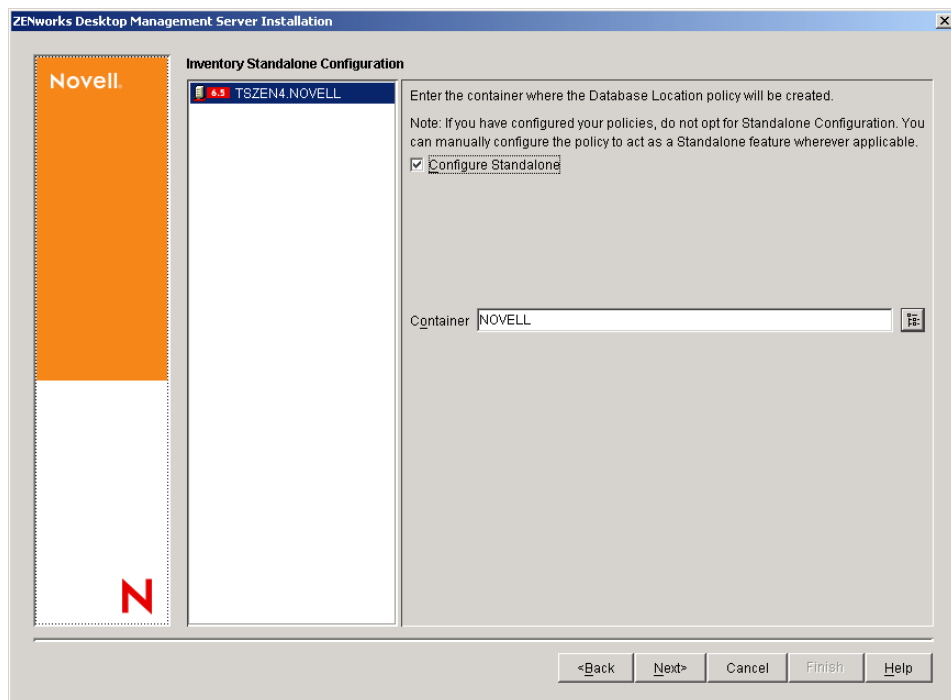 ZENworks Desktop Management Server Installation
Novell.
Inventory Standalone Configuration
6.5 TSZEN4.NOVELL
Enter the container where the Database Location policy will be created.
Note: If you have configured your policies, do not opt for Standalone Configuration. You
can manually configure the policy to act as a Standalone feature wherever applicable.
Configure Standalone
Container NOVELL
N
<Back Next> Cancel Finish Help